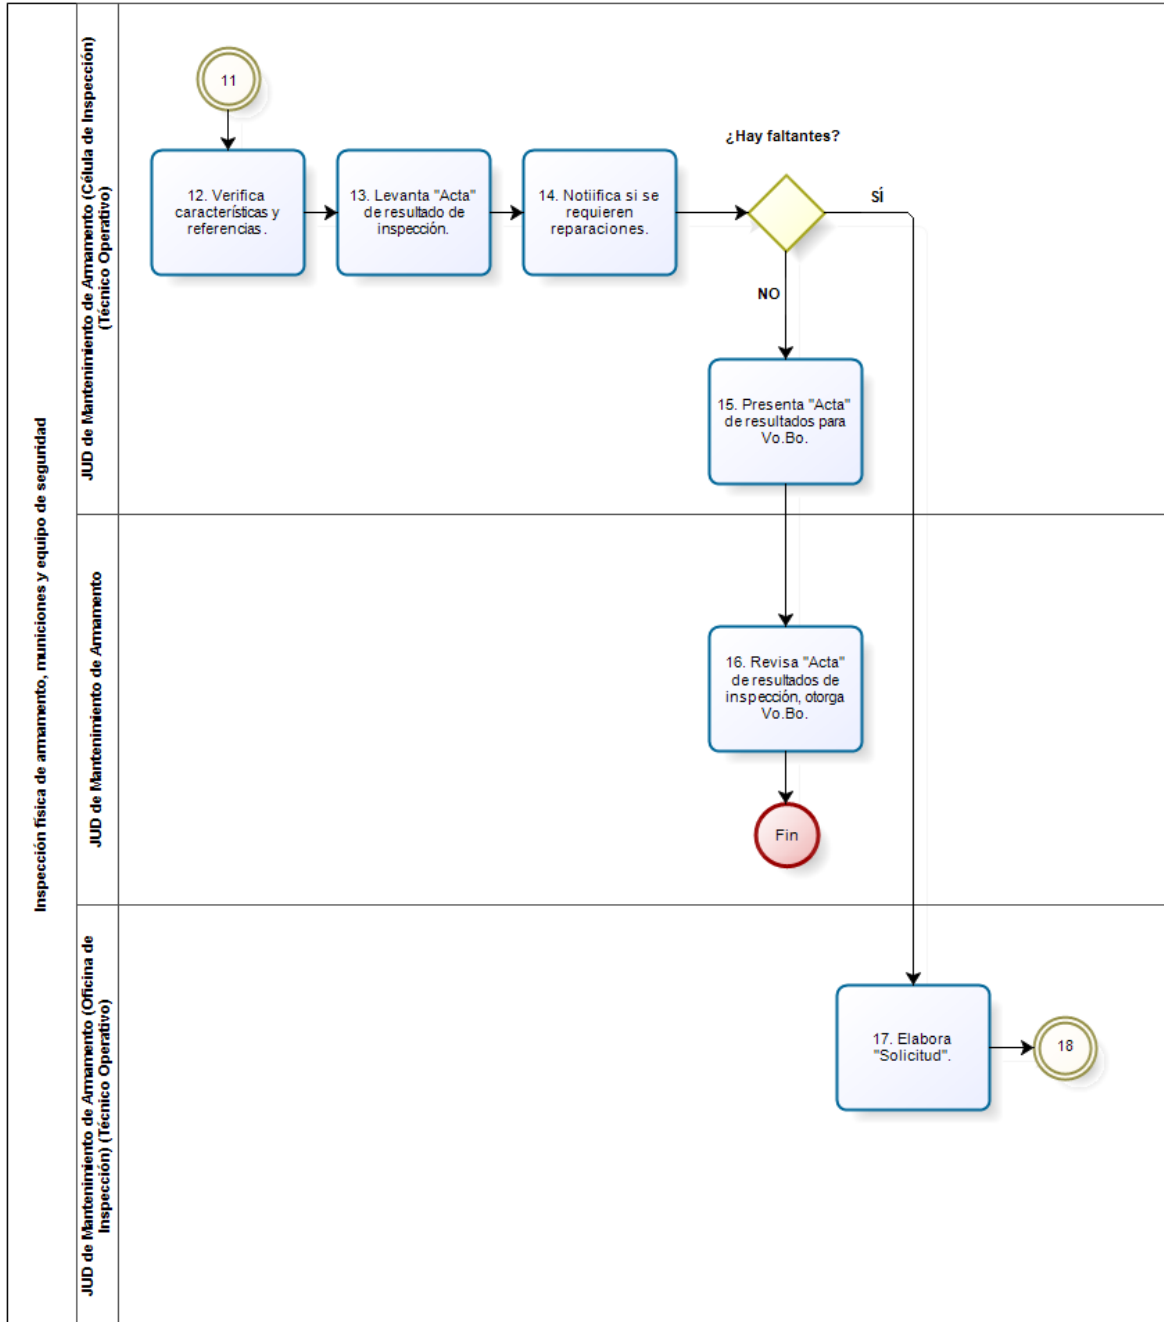 Inspección física de armamento, municiones y equipo de seguridad
JUD de Mantenimiento de Armamento (Célula de Inspección)
(Técnico Operativo)
11
12. Verifica
características y
referencias.
13. Levanta "Acta"
de resultado de
inspección.
14. Notiifica si se
requieren
reparaciones.
¿Hay faltantes?
SÍ
NO
15. Presenta "Acta"
de resultados para
Vo.Bo.
JUD de Mantenimiento de Armamento
16. Revisa "Acta"
de resultados de
inspección, otorga
Vo.Bo.
Fin
JUD de Mantenimiento de Armamento (Oficina de
Inspección) (Técnico Operativo)
17. Elabora
"Solicitud".
18